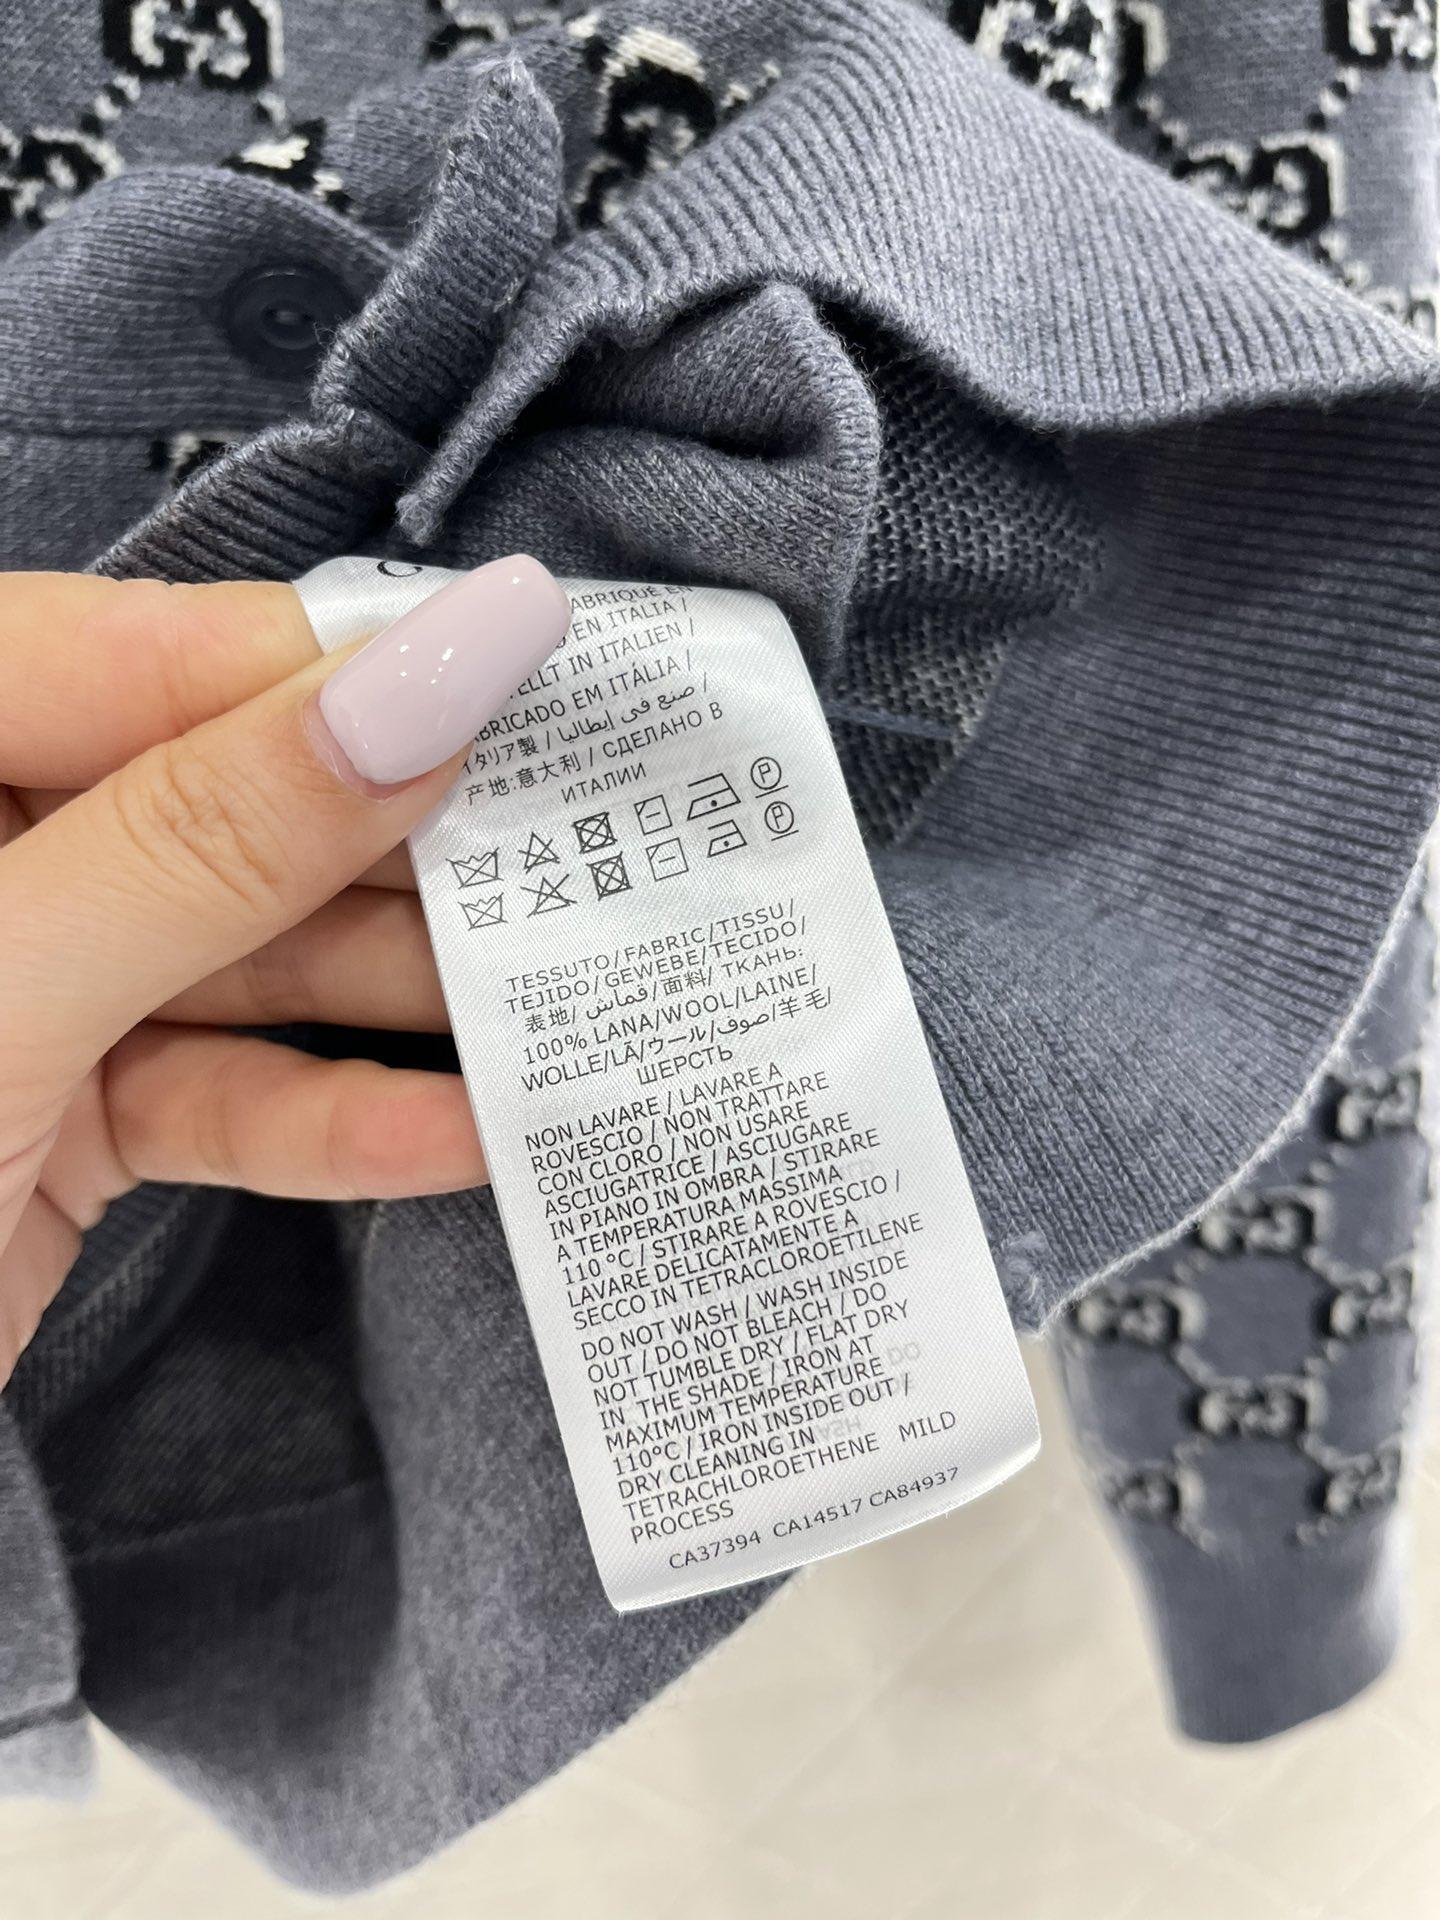 EN ITALIA /
IN ITALIEN /
EM ITÁLIA /
صنع في إيطاليا /
イタリア製 / СДЕЛАНО В
产地:意大利 /
ИТАЛИИ
P
P
TESSUTO/FABRIC/TISSU/
TEJIDO/GEWEBE/TECIDO/
表地/ قماش/面料/ ТКАНЬ:
100% LANA/WOOL/LAINE/
WOLLE/LÃ/ウール/صوف/羊毛/
ШЕРСТЬ
NON LAVARE / LAVARE A
ROVESCIO / NON TRATTARE
CON CLORO / NON USARE
ASCIUGATRICE / ASCIUGARE
IN PIANO IN OMBRA / STIRARE
A TEMPERATURA MASSIMA
110 °C / STIRARE A ROVESCIO /
LAVARE DELICATAMENTE A
SECCO IN TETRACLOROETILENE
DO NOT WASH / WASH INSIDE
OUT / DO NOT BLEACH / DO
NOT TUMBLE DRY / FLAT DRY
IN THE SHADE / IRON AT
MAXIMUM TEMPERATURE
110°C / IRON INSIDE OUT /
DRY CLEANING IN
TETRACHLOROETHENE MILD
PROCESS
CA37394 CA14517 CA84937